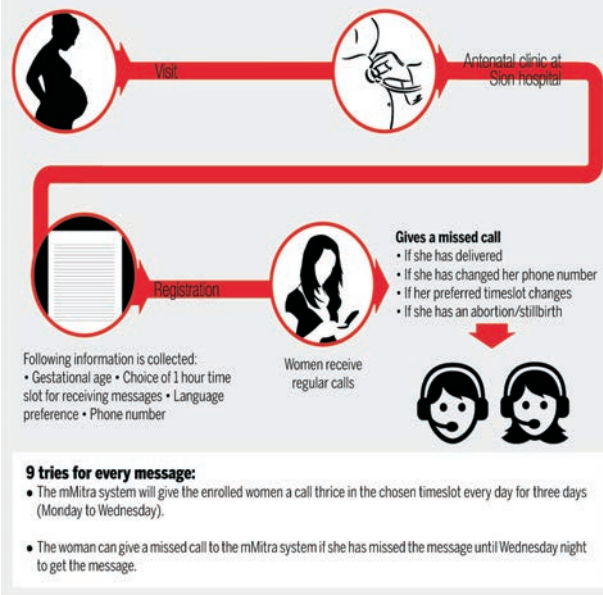 Visit
Antenatal clinic at
Sion hospital
Registration
Gives a missed call
• If she has delivered
• If she has changed her phone number
• If her preferred timeslot changes
• If she has an abortion/stillbirth
Following information is collected:
• Gestational age • Choice of 1 hour time
slot for receiving messages • Language
preference • Phone number
Women receive
regular calls
9 tries for every message:
• The mMitra system will give the enrolled women a call thrice in the chosen timeslot every day for three days
(Monday to Wednesday).
• The woman can give a missed call to the mMitra system if she has missed the message until Wednesday night
to get the message.